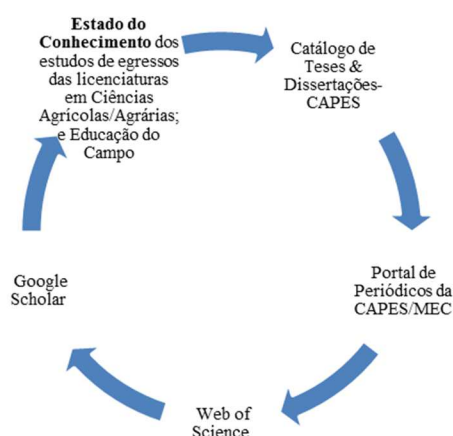 Estado do
Conhecimento dos
estudos de egressos
das licenciaturas
em Ciências
Agrícolas/Agrárias;
e Educação do
Campo
Catálogo de
Teses &
Dissertações-
CAPES
Portal de
Periódicos da
CAPES/MEC
Web of
Science
Google
Scholar